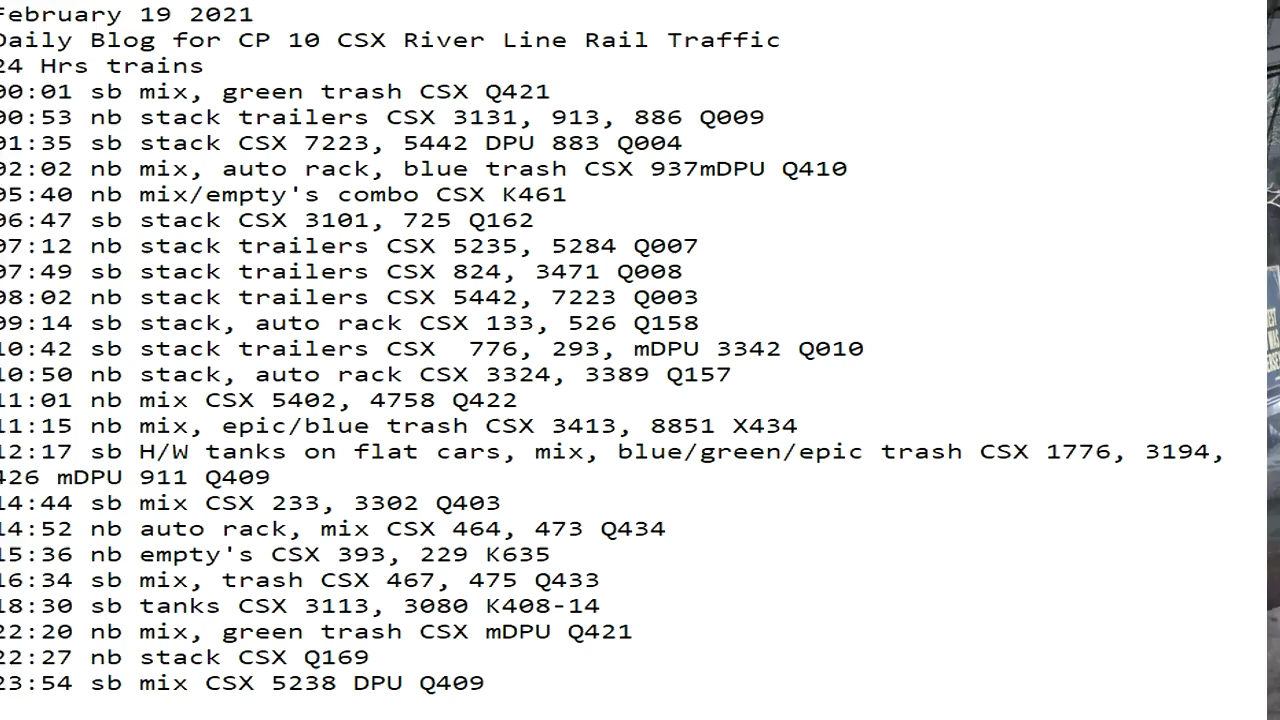 February 19 2021
Daily Blog for CP 10 CSX River Line Rail Traffic
24 Hrs trains
00:01 sb mix, green trash CSX Q421
00:53 nb stack trailers CSX 3131, 913, 886 Q009
01:35 sb stack CSX 7223, 5442 DPU 883 Q004
02:02 nb mix, auto rack, blue trash CSX 937mDPU Q410
05:40 nb mix/empty's combo CSX K461
06:47 sb stack CSX 3101, 725 Q162
07:12 nb stack trailers CSX 5235, 5284 Q007
07:49 sb stack trailers CSX 824, 3471 Q008
08:02 nb stack trailers CSX 5442, 7223 Q003
09:14 sb stack, auto rack CSX 133, 526 Q158
10:42 sb stack trailers CSX  776, 293, mDPU 3342 Q010
10:50 nb stack, auto rack CSX 3324, 3389 Q157
11:01 nb mix CSX 5402, 4758 Q422
11:15 nb mix, epic/blue trash CSX 3413, 8851 X434
12:17 sb H/W tanks on flat cars, mix, blue/green/epic trash CSX 1776, 3194,
426 mDPU 911 Q409
14:44 sb mix CSX 233, 3302 Q403
14:52 nb auto rack, mix CSX 464, 473 Q434
15:36 nb empty's CSX 393, 229 K635
16:34 sb mix, trash CSX 467, 475 Q433
18:30 sb tanks CSX 3113, 3080 K408-14
22:20 nb mix, green trash CSX mDPU Q421
22:27 nb stack CSX Q169
23:54 sb mix CSX 5238 DPU Q409